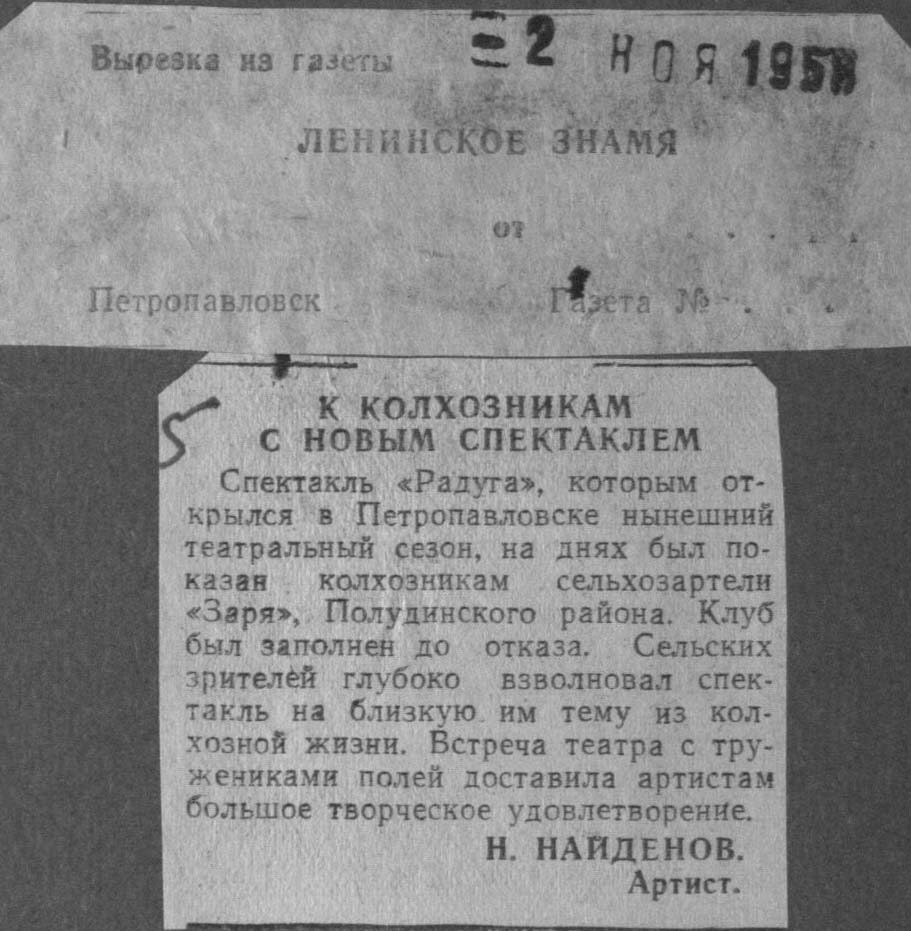 Вырезка из газеты = 2 НОЯ 1958
ЛЕНИНСКОЕ ЗНАМЯ
от . . . . .
Петропавловск Газета № . . .
5
К КОЛХОЗНИКАМ
С НОВЫМ СПЕКТАКЛЕМ
Спектакль «Радуга», которым от-
крылся в Петропавловске нынешний
театральный сезон, на днях был по-
казан колхозникам сельхозартели
«Заря», Полудинского района. Клуб
был заполнен до отказа. Сельских
зрителей глубоко взволновал спек-
такль на близкую им тему из кол-
хозной жизни. Встреча театра с тру-
жениками полей доставила артистам
большое творческое удовлетворение.
Н. НАЙДЕНОВ.
Артист.